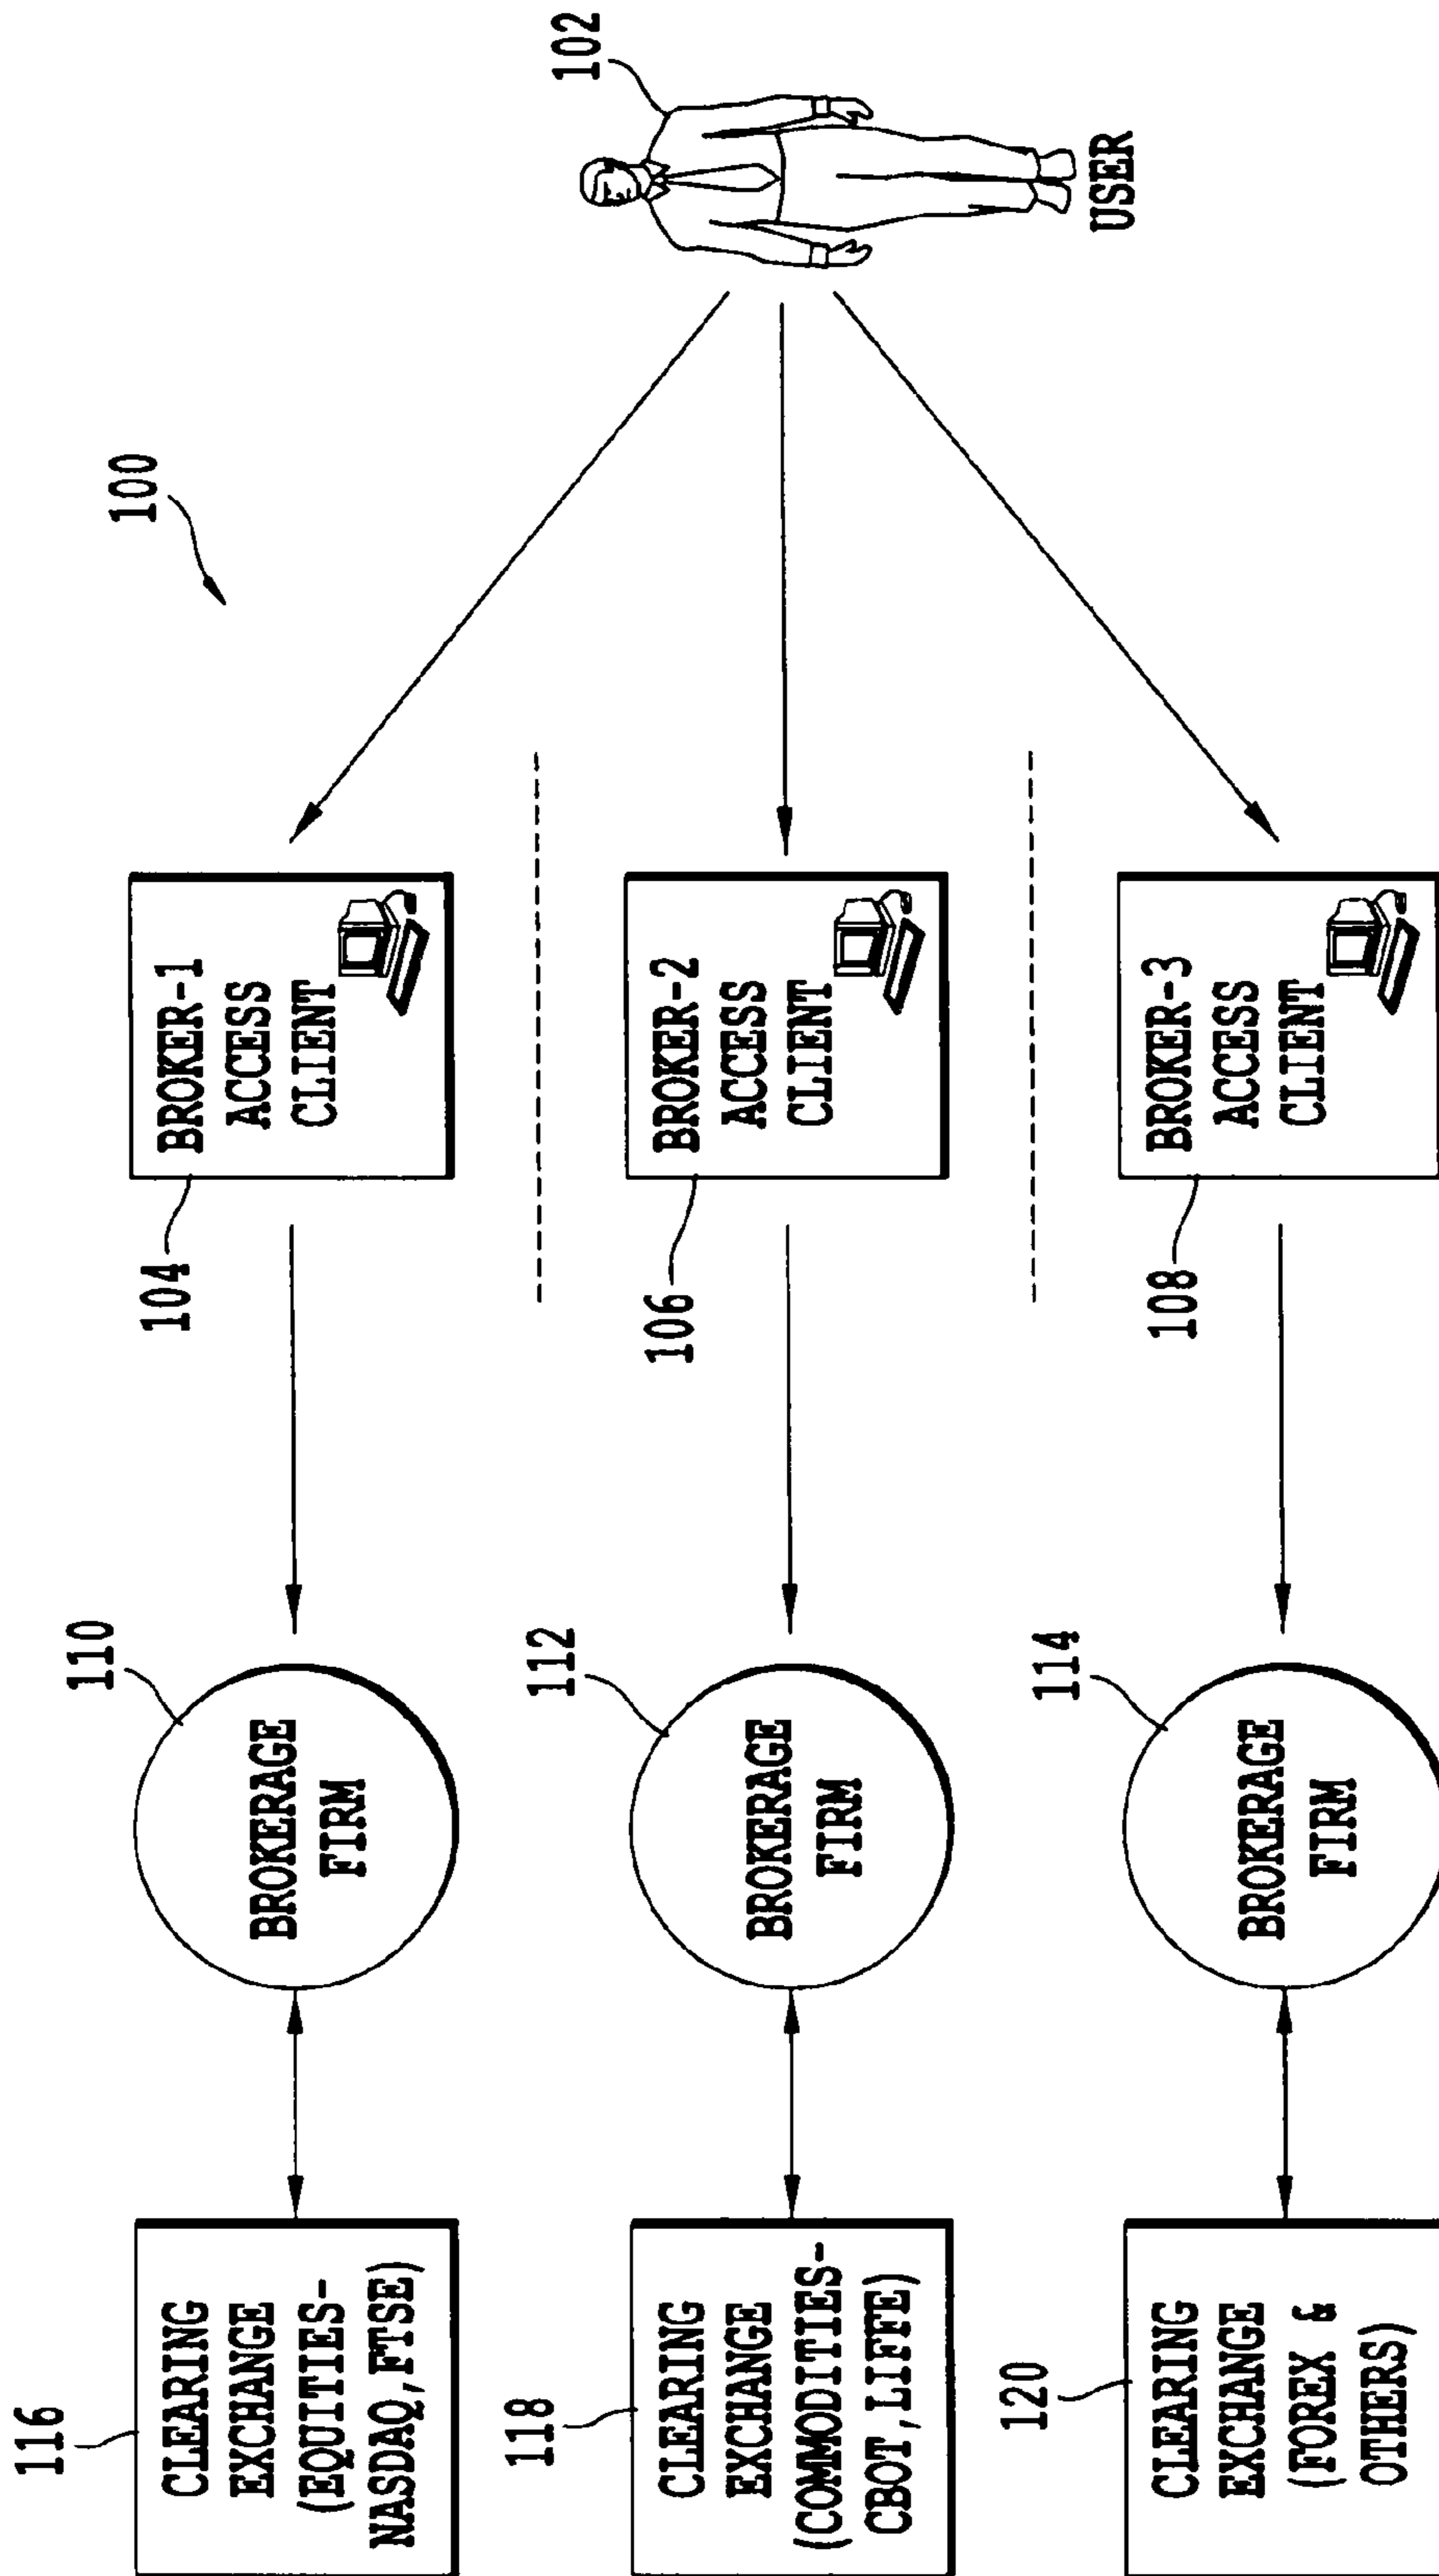 100
116
CLEARING
EXCHANGE
(EQUITIES-
NASDAQ,FTSE)
110
BROKERAGE
FIRM
104
BROKER-1
ACCESS
CLIENT
118
CLEARING
EXCHANGE
(COMMODITIES-
CBOT,LIFFE)
112
BROKERAGE
FIRM
106
BROKER-2
ACCESS
CLIENT
102
USER
120
CLEARING
EXCHANGE
(FOREX &
OTHERS)
114
BROKERAGE
FIRM
108
BROKER-3
ACCESS
CLIENT